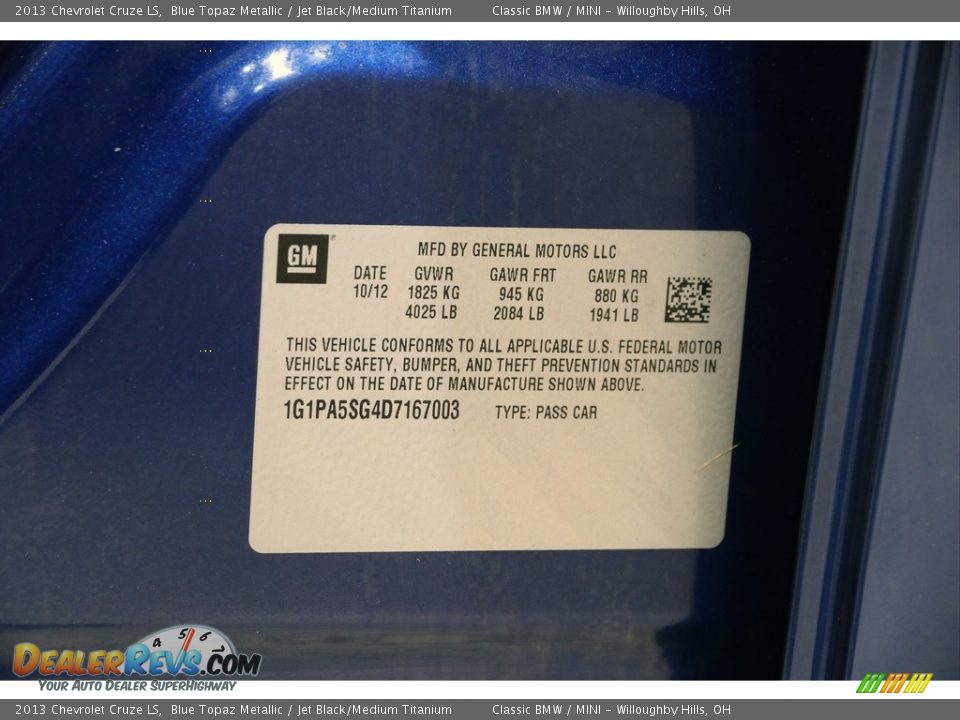 2013 Chevrolet Cruze LS, Blue Topaz Metallic / Jet Black/Medium Titanium Classic BMW / MINI - Willoughby Hills, OH
GM
MFD BY GENERAL MOTORS LLC
DATE GVWR GAWR FRT GAWR RR
10/12 1825 KG 945 KG 880 KG
4025 LB 2084 LB 1941 LB
THIS VEHICLE CONFORMS TO ALL APPLICABLE U.S. FEDERAL MOTOR
VEHICLE SAFETY, BUMPER, AND THEFT PREVENTION STANDARDS IN
EFFECT ON THE DATE OF MANUFACTURE SHOWN ABOVE.
1G1PA5SG4D7167003 TYPE: PASS CAR
4 5 6
DEALERREVS.COM
YOUR AUTO DEALER SUPERHIGHWAY
2013 Chevrolet Cruze LS, Blue Topaz Metallic / Jet Black/Medium Titanium Classic BMW / MINI - Willoughby Hills, OH